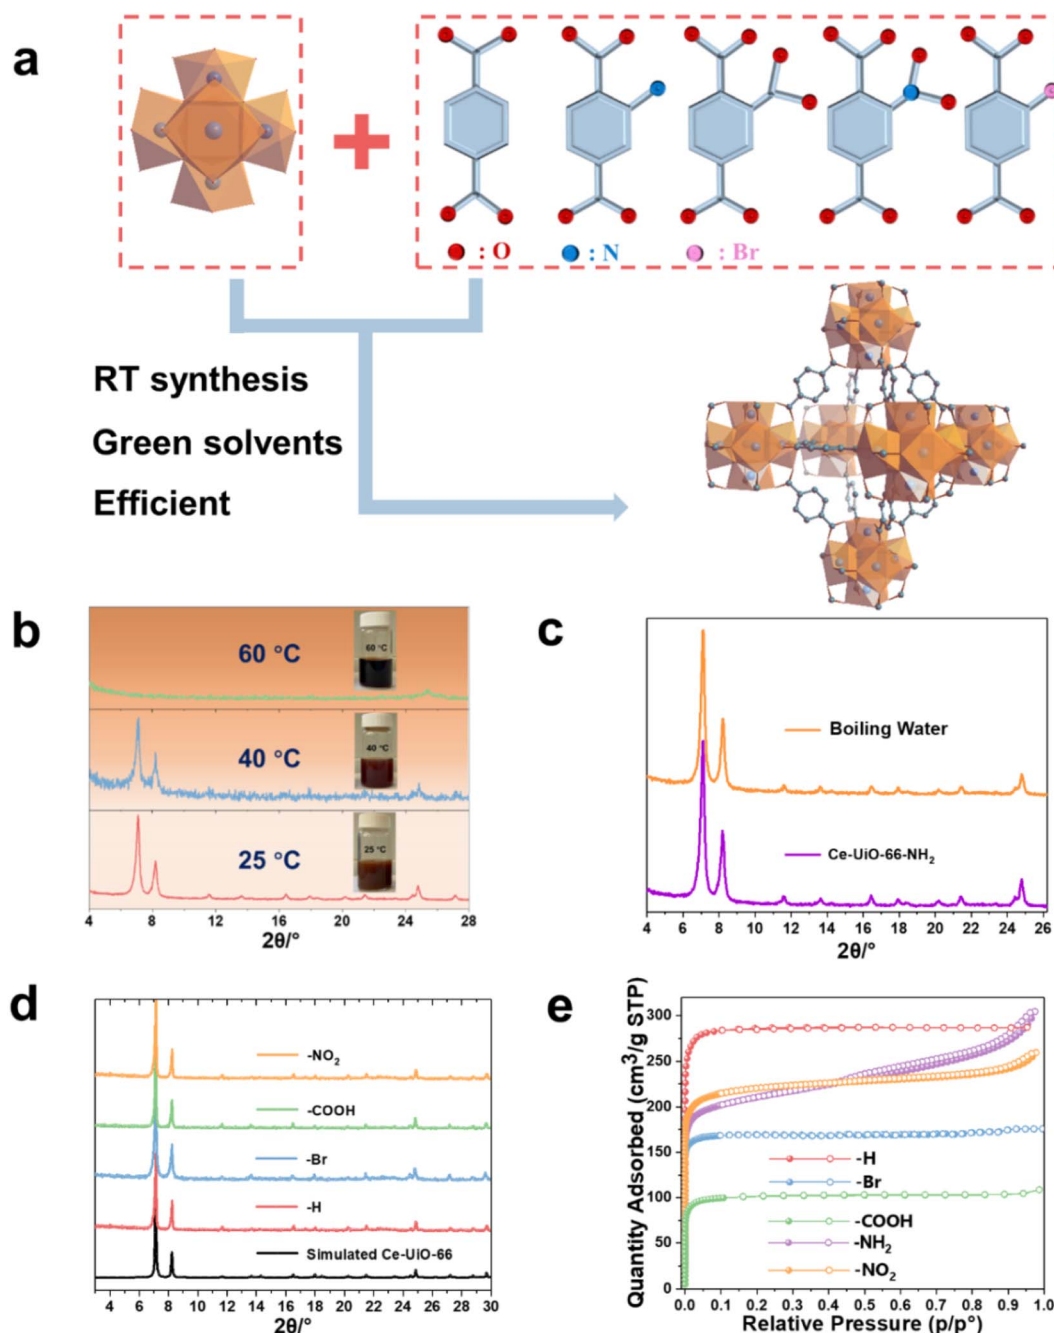 a
: O
: N
: Br
RT synthesis
Green solvents
Efficient
b
60 °C
60 °C
40 °C
40 °C
25 °C
25 °C
4 8 12 16 20 24 28
2θ/°
c
Boiling Water
Ce-UiO-66-NH₂
4 6 8 10 12 14 16 18 20 22 24 26
2θ/°
d
-NO₂
-COOH
-Br
-H
Simulated Ce-UiO-66
4 6 8 10 12 14 16 18 20 22 24 26 28 30
2θ/°
e
Quantity Adsorbed (cm³/g STP)
300
250
200
150
100
50
0
-H
-Br
-COOH
-NH₂
-NO₂
0.0 0.1 0.2 0.3 0.4 0.5 0.6 0.7 0.8 0.9 1.0
Relative Pressure (p/p°)